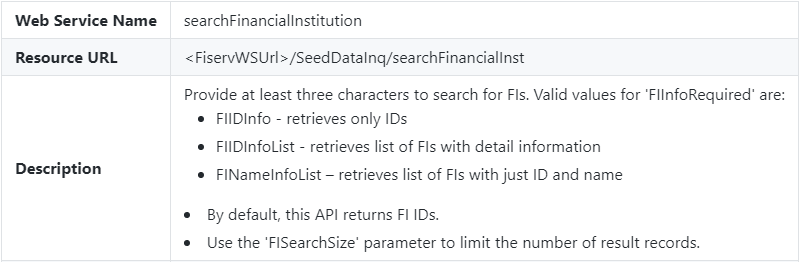 Web Service Name searchFinancialInstitution
Resource URL <FiservWSUrl>/SeedDataInq/searchFinancialInst
Description
Provide at least three characters to search for FIs. Valid values for 'FIInfoRequired' are:
• FIIDInfo - retrieves only IDs
• FIIDInfoList - retrieves list of FIs with detail information
• FINameInfoList – retrieves list of FIs with just ID and name
• By default, this API returns FI IDs.
• Use the 'FISearchSize' parameter to limit the number of result records.